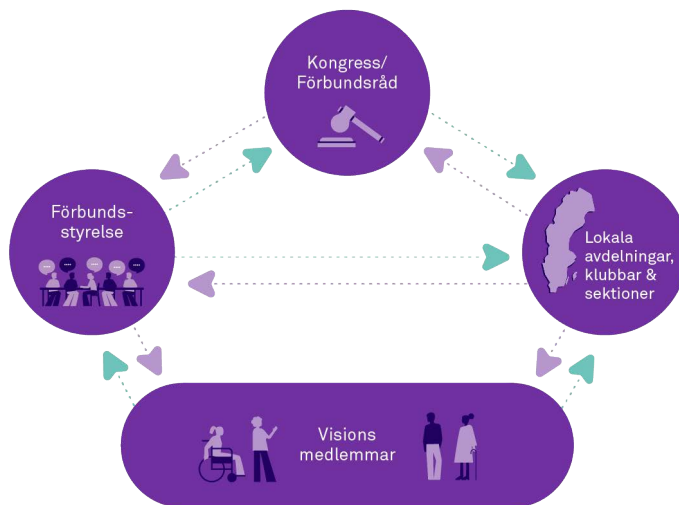 Kongress/
Förbundsråd
Förbunds-
styrelse
Lokala
avdelningar,
klubbar &
sektioner
Visions
medlemmar